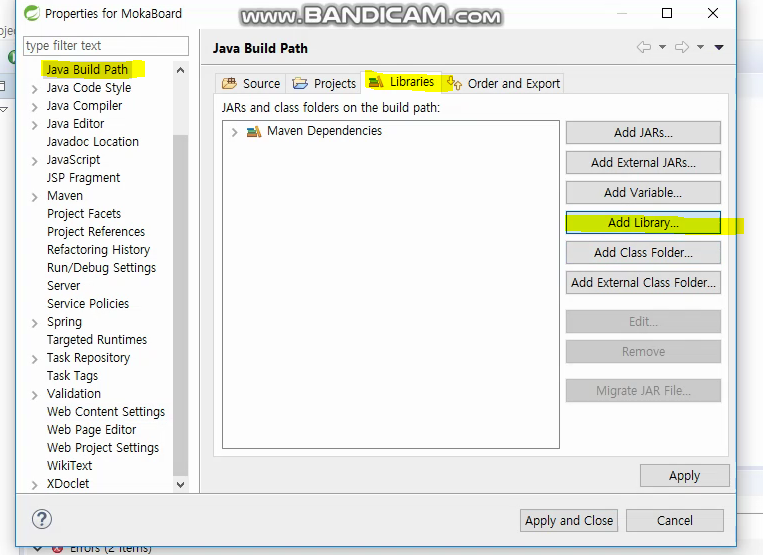 Properties for MokaBoard
www.BANDICAM.com
type filter text
Java Build Path
Java Code Style
Java Compiler
Java Editor
Javadoc Location
JavaScript
JSP Fragment
Maven
Project Facets
Project References
Refactoring History
Run/Debug Settings
Server
Service Policies
Spring
Targeted Runtimes
Task Repository
Task Tags
Validation
Web Content Settings
Web Page Editor
Web Project Settings
WikiText
XDoclet
Java Build Path
Source
Projects
Libraries
Order and Export
JARs and class folders on the build path:
Maven Dependencies
Add JARs...
Add External JARs...
Add Variable...
Add Library...
Add Class Folder...
Add External Class Folder...
Edit...
Remove
Migrate JAR File...
Apply
Apply and Close
Cancel
Errors (2 items)